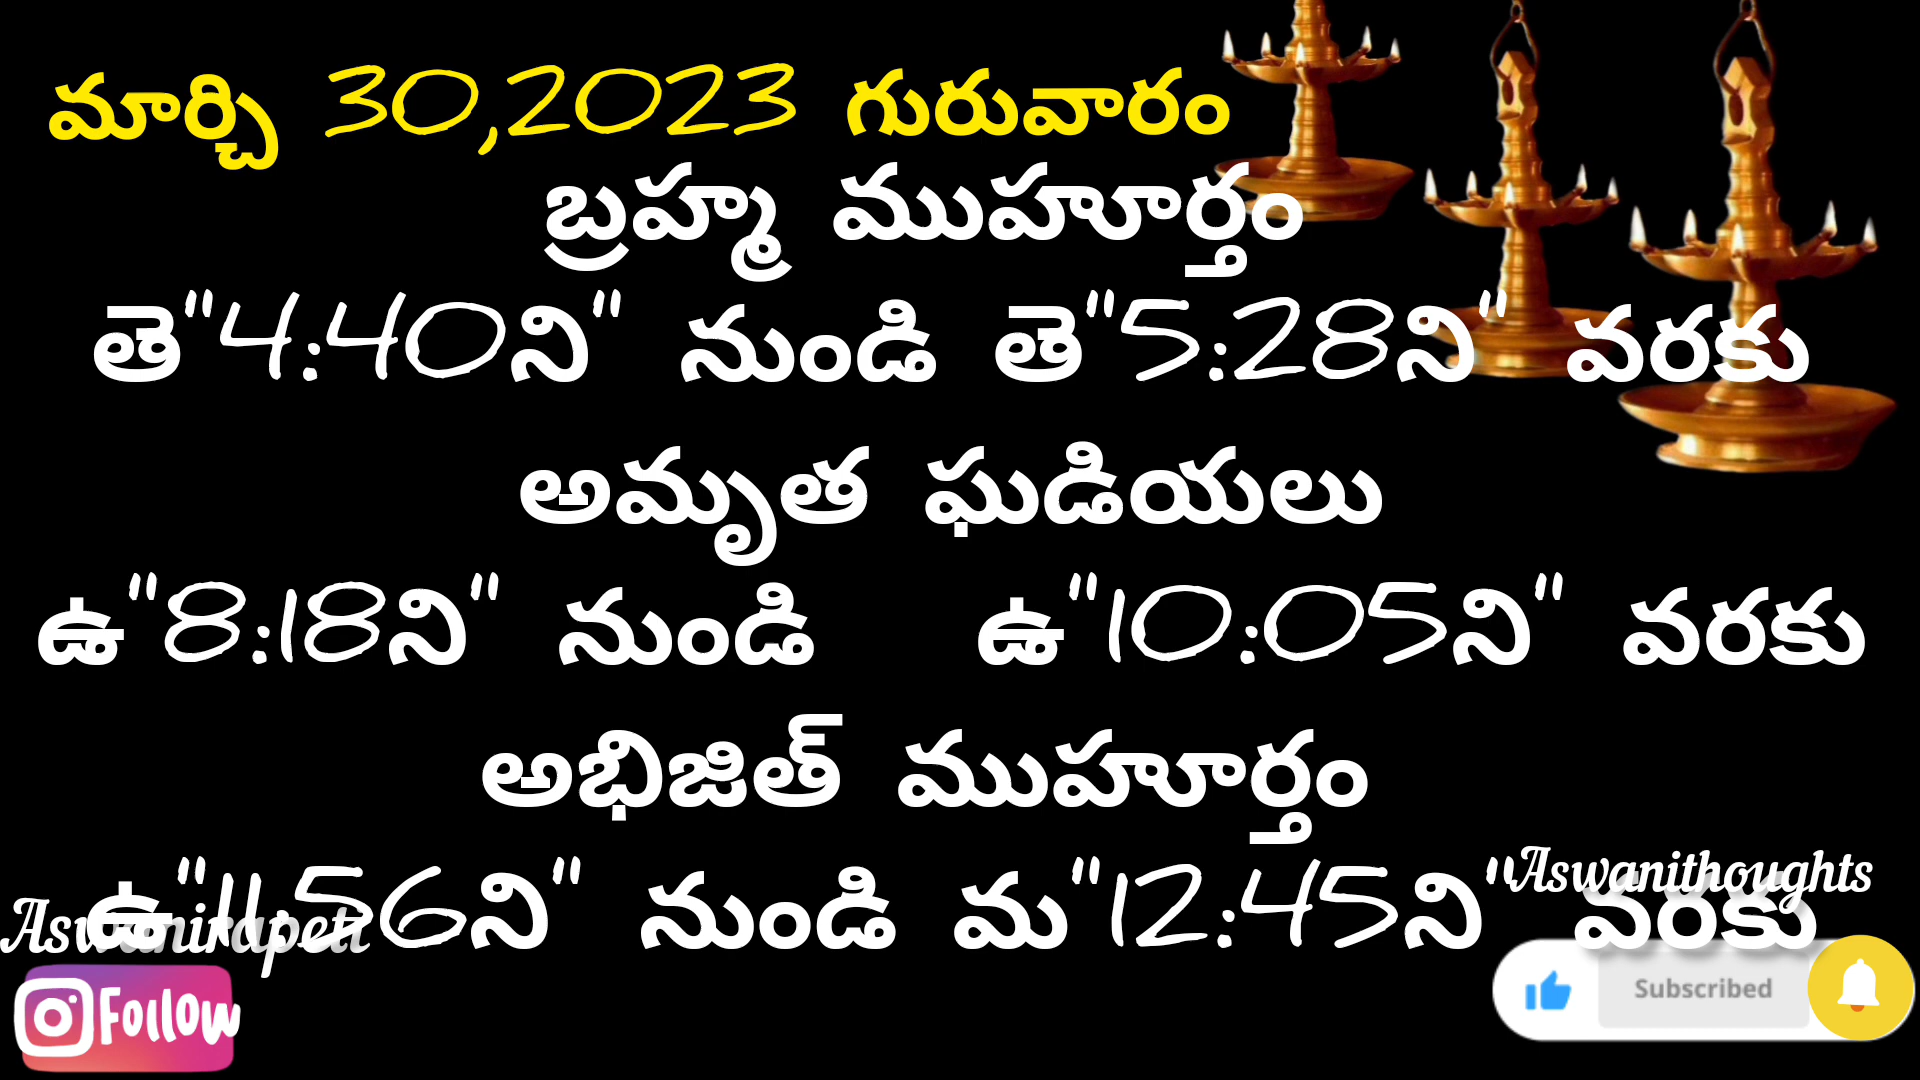 మార్చి 30,2023 గురువారం
బ్రహ్మ ముహూర్తం
తె"4:40ని" నుండి తె"5:28ని" వరకు
అమృత ఘడియలు
ఉ"8:18ని" నుండి ఉ"10:05ని" వరకు
అభిజిత్ ముహూర్తం
ఉ"11:56ని" నుండి మ"12:45ని" వరకు
Aswanithoughts
Aswanirapeti
Follow
Subscribed